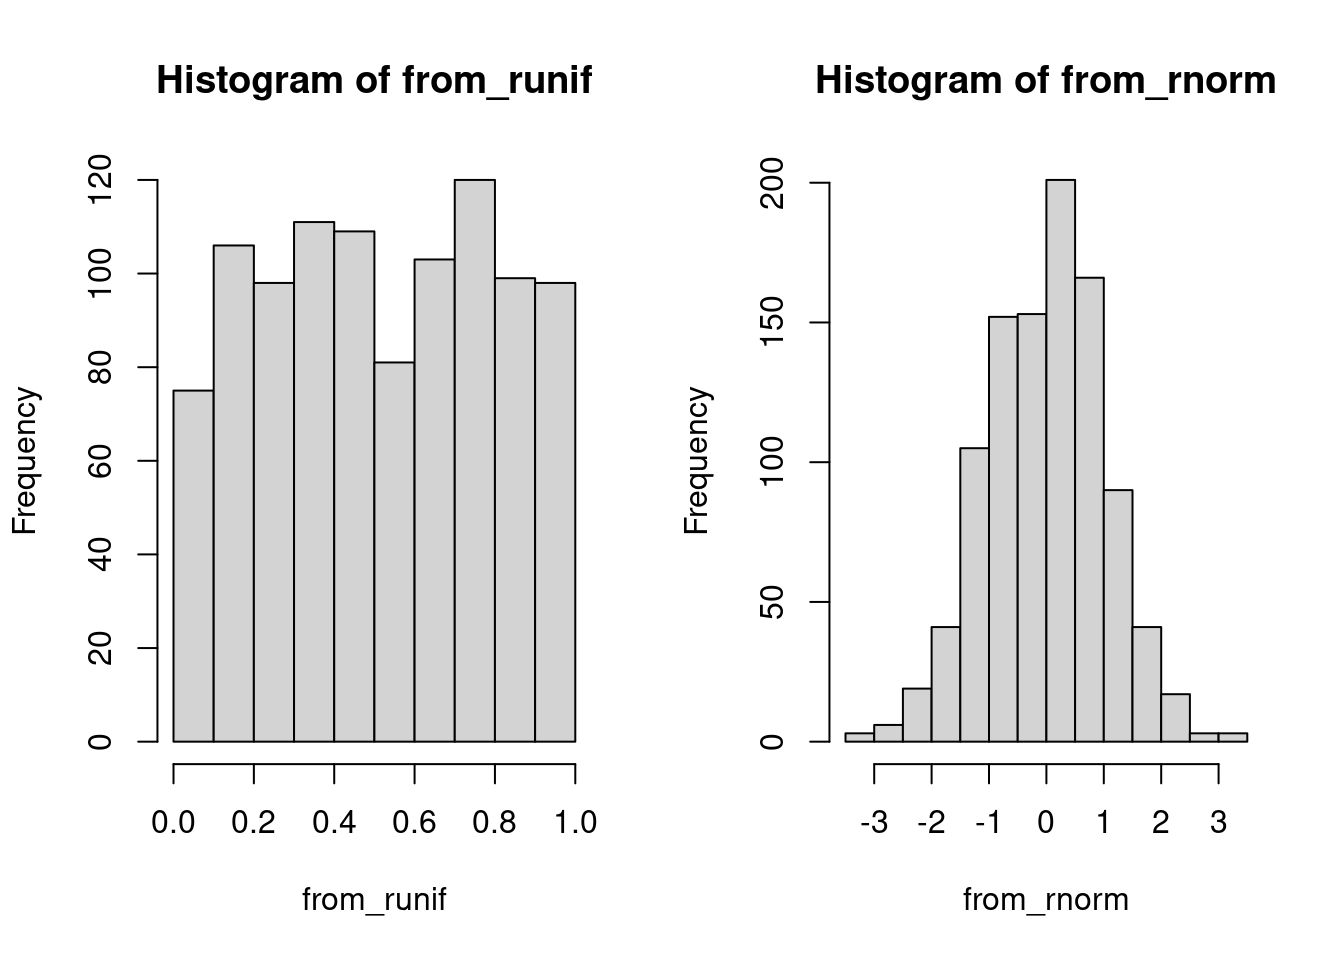 Histogram of from_runif
Frequency
120
100
80
60
40
20
0
0.0 0.2 0.4 0.6 0.8 1.0
from_runif
Histogram of from_rnorm
Frequency
200
150
100
50
0
-3 -2 -1 0 1 2 3
from_rnorm